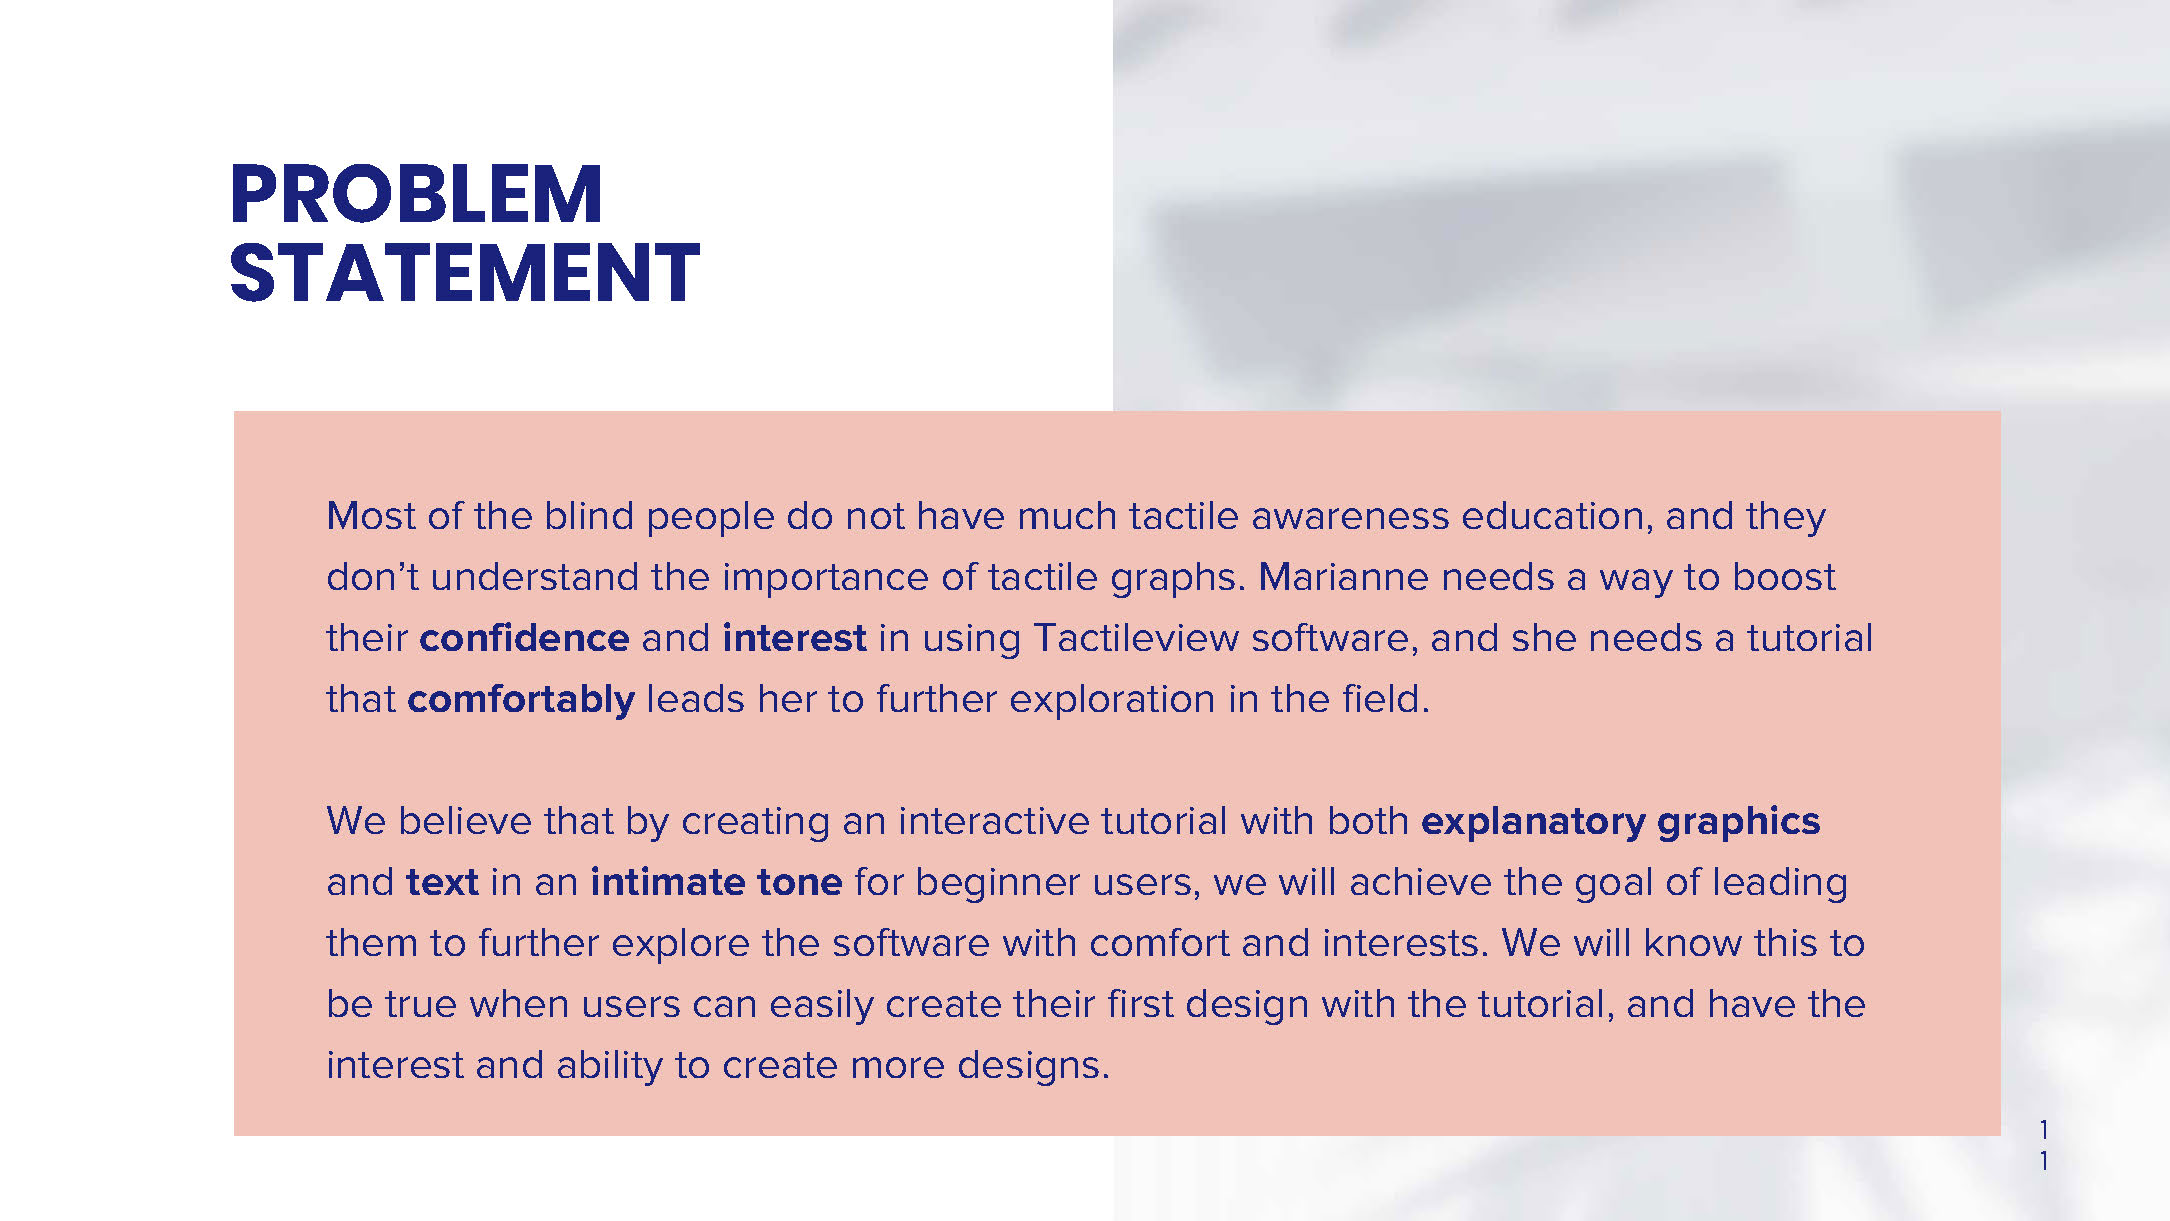 PROBLEM
STATEMENT
Most of the blind people do not have much tactile awareness education, and they
don’t understand the importance of tactile graphs. Marianne needs a way to boost
their confidence and interest in using Tactileview software, and she needs a tutorial
that comfortably leads her to further exploration in the field.
We believe that by creating an interactive tutorial with both explanatory graphics
and text in an intimate tone for beginner users, we will achieve the goal of leading
them to further explore the software with comfort and interests. We will know this to
be true when users can easily create their first design with the tutorial, and have the
interest and ability to create more designs.
1
1